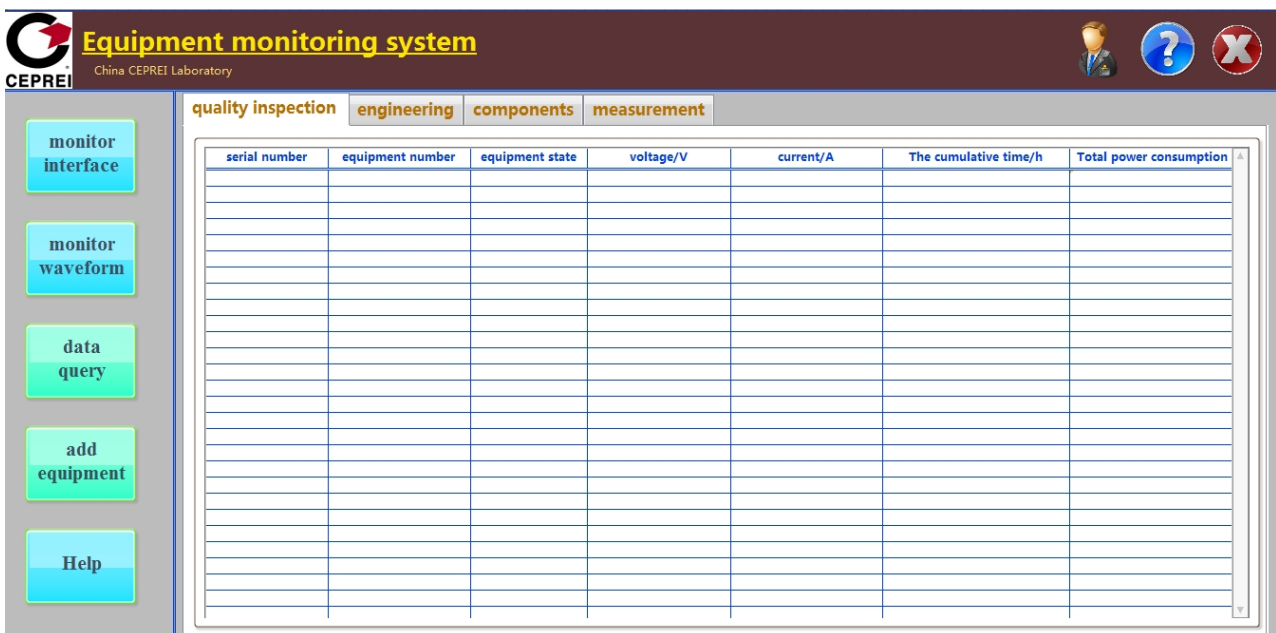 CEPREI
Equipment monitoring system
China CEPREI Laboratory
?
X
quality inspection engineering components measurement
monitor
interface
monitor
waveform
data
query
add
equipment
Help
serial number equipment number equipment state voltage/V current/A The cumulative time/h Total power consumption